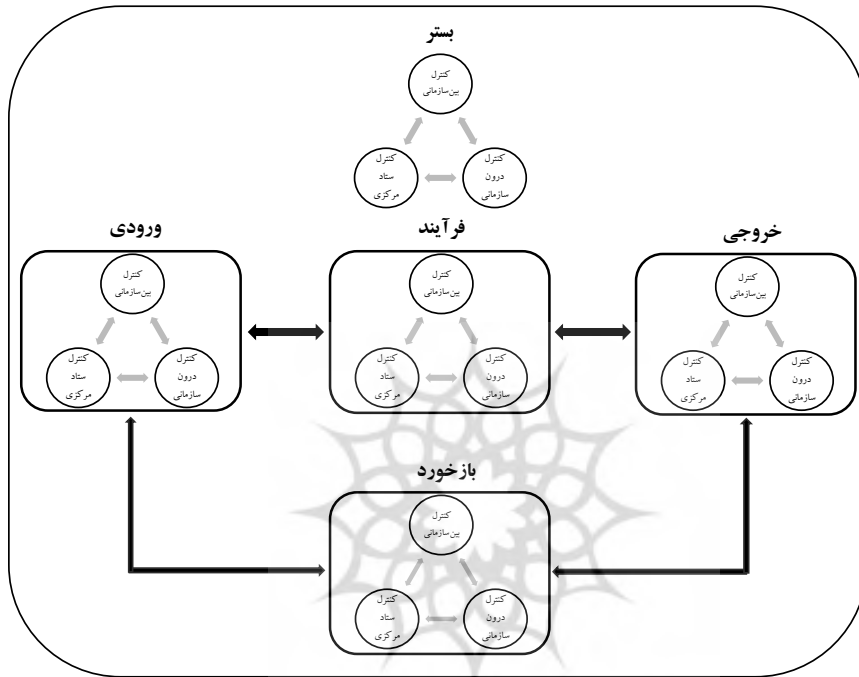 بستر
کنترل
بین‌سازمانی
کنترل
درون
سازمانی
کنترل
ستاد
مرکزی
خروجی
کنترل
بین‌سازمانی
کنترل
درون
سازمانی
کنترل
ستاد
مرکزی
فرآیند
کنترل
بین‌سازمانی
کنترل
درون
سازمانی
کنترل
ستاد
مرکزی
ورودی
کنترل
بین‌سازمانی
کنترل
درون
سازمانی
کنترل
ستاد
مرکزی
بازخورد
کنترل
بین‌سازمانی
کنترل
درون
سازمانی
کنترل
ستاد
مرکزی